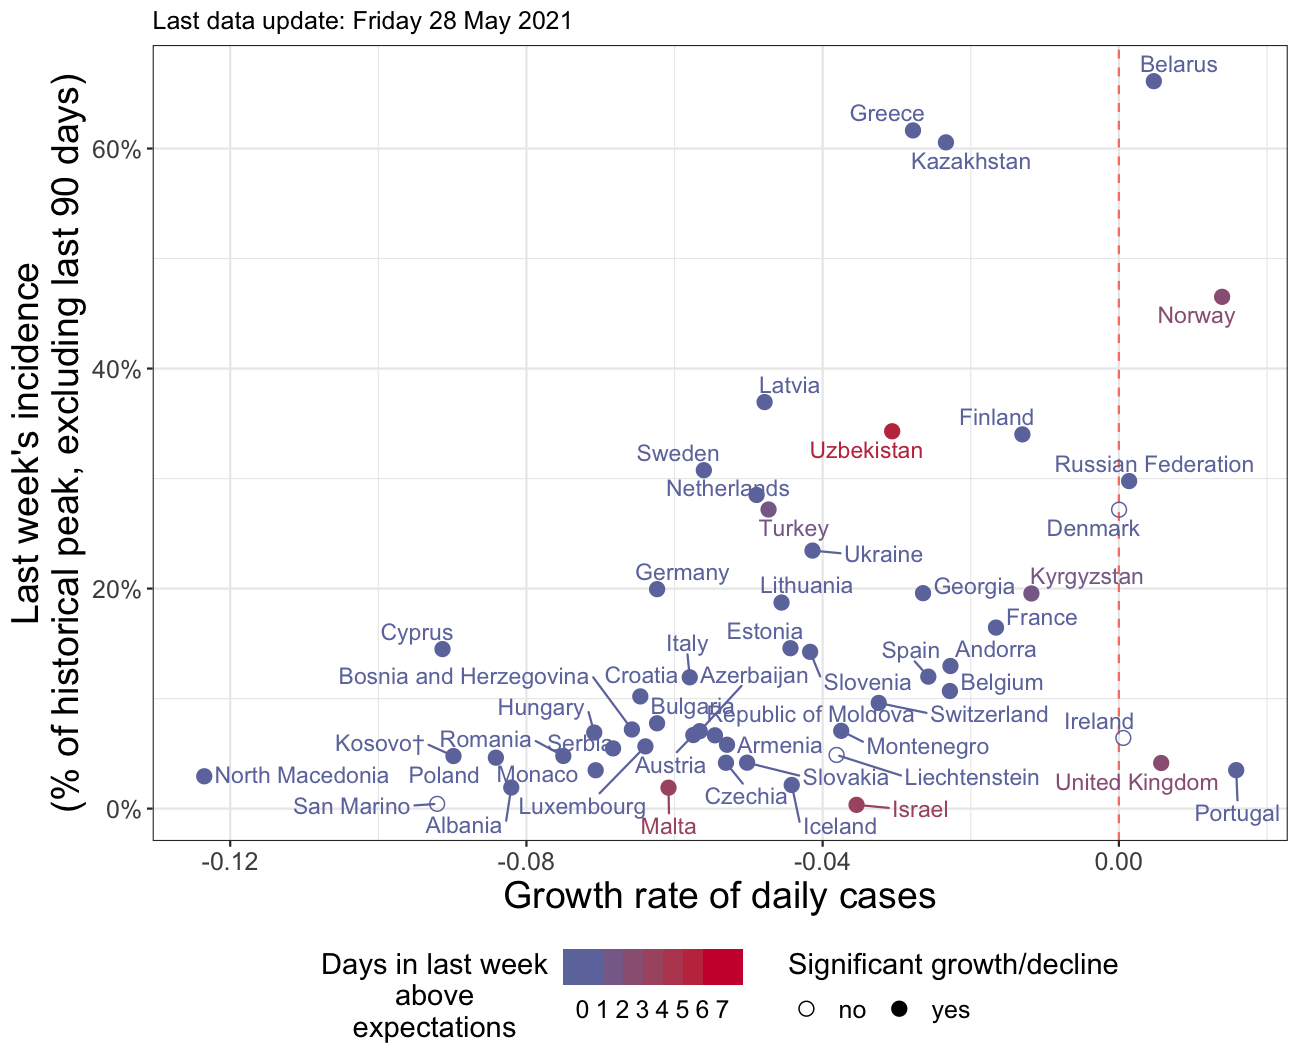 Last data update: Friday 28 May 2021
Last week's incidence
(% of historical peak, excluding last 90 days)
60%
40%
20%
0%
Belarus
Greece
Kazakhstan
Norway
Latvia
Finland
Uzbekistan
Sweden
Russian Federation
Netherlands
Turkey
Denmark
Ukraine
Germany
Kyrgyzstan
Lithuania
Georgia
France
Cyprus
Estonia
Italy
Spain
Andorra
Bosnia and Herzegovina
Croatia
Azerbaijan
Slovenia
Belgium
Hungary
Bulgaria
Republic of Moldova
Switzerland
Ireland
Kosovo†
Romania
Serbia
Armenia
Montenegro
North Macedonia
Poland
Monaco
Austria
Slovakia
Liechtenstein
United Kingdom
San Marino
Luxembourg
Czechia
Israel
Portugal
Albania
Malta
Iceland
-0.12
-0.08
-0.04
0.00
Growth rate of daily cases
Days in last week
above
expectations
0 1 2 3 4 5 6 7
Significant growth/decline
no
yes